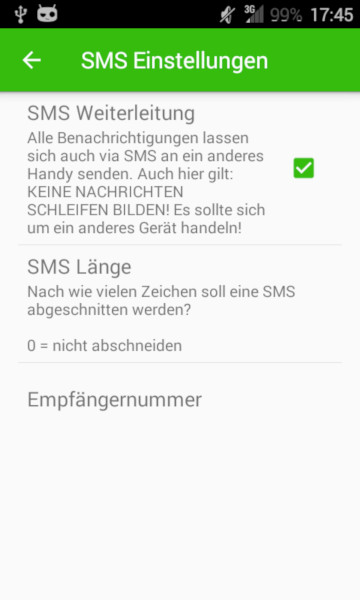 3G 99% 17:45
SMS Einstellungen
SMS Weiterleitung
Alle Benachrichtigungen lassen
sich auch via SMS an ein anderes
Handy senden. Auch hier gilt:
KEINE NACHRICHTEN
SCHLEIFEN BILDEN! Es sollte sich
um ein anderes Gerät handeln!
SMS Länge
Nach wie vielen Zeichen soll eine SMS
abgeschnitten werden?
0 = nicht abschneiden
Empfängernummer